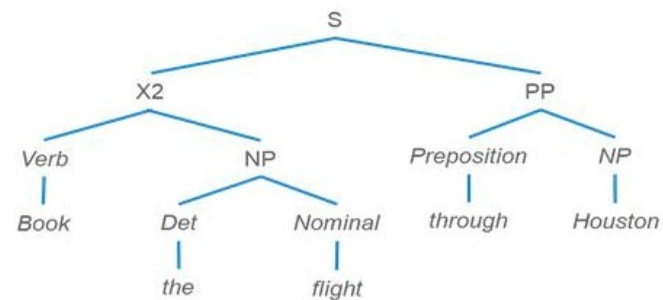 S
X2 PP
Verb NP Preposition NP
Book Det Nominal through Houston
the flight